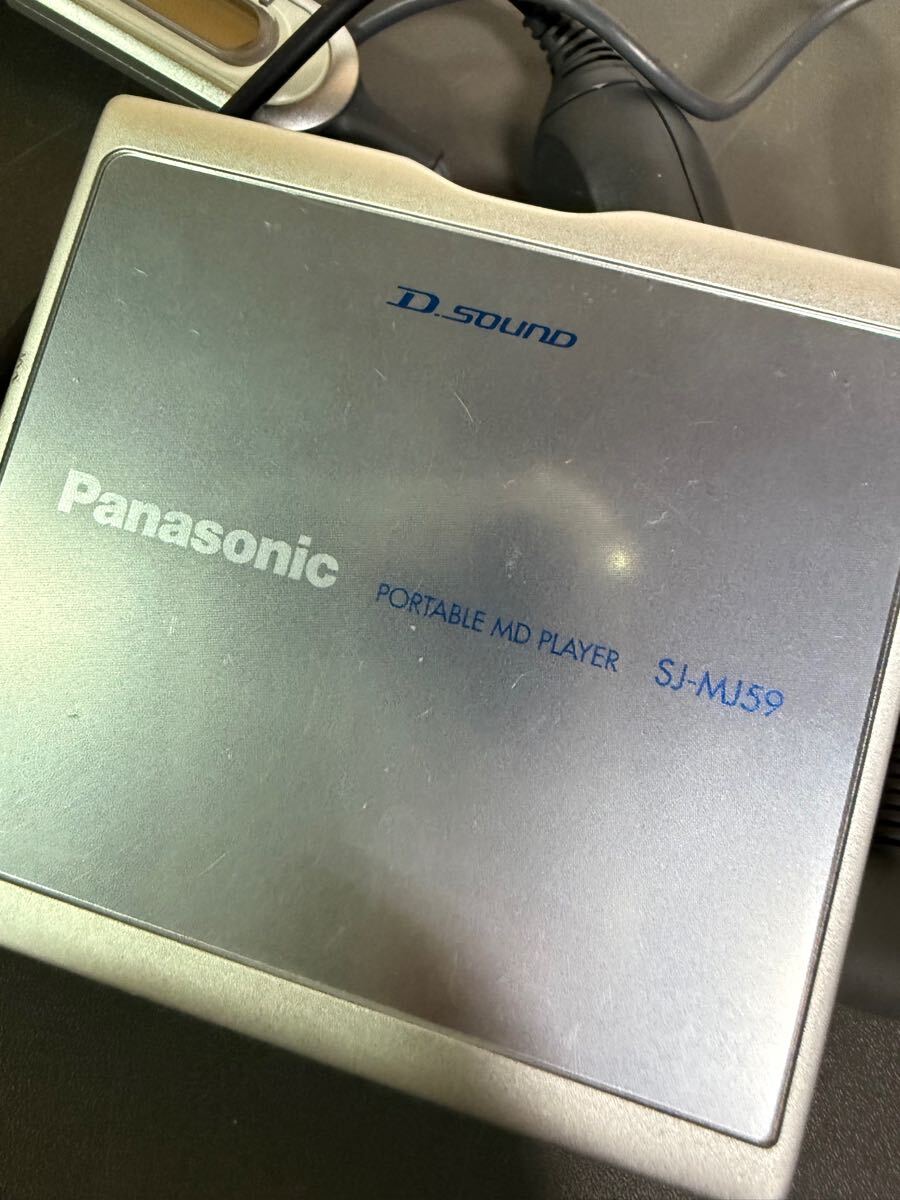 D.SOUND
Panasonic
PORTABLE MD PLAYER SJ-MJ59